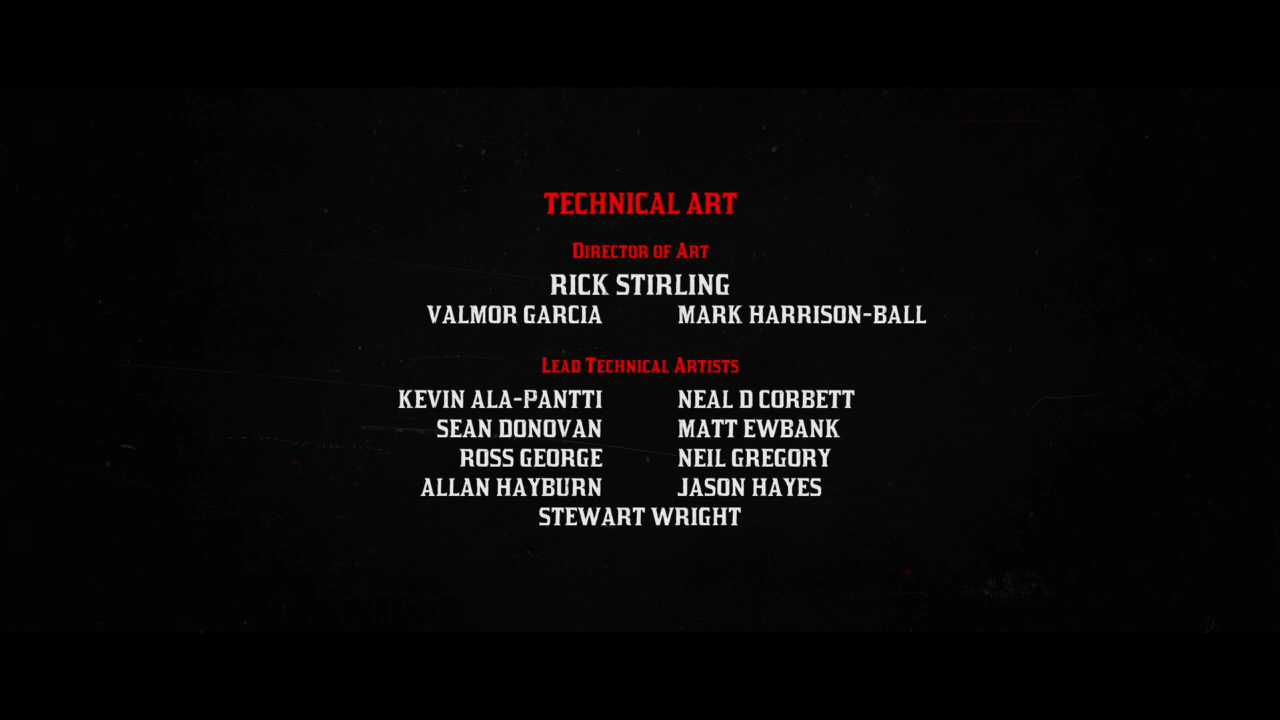 TECHNICAL ART
Director of Art
RICK STIRLING
VALMOR GARCIA MARK HARRISON-BALL
Lead Technical Artists
KEVIN ALA-PANTTI NEAL D CORBETT
SEAN DONOVAN MATT EWBANK
ROSS GEORGE NEIL GREGORY
ALLAN HAYBURN JASON HAYES
STEWART WRIGHT